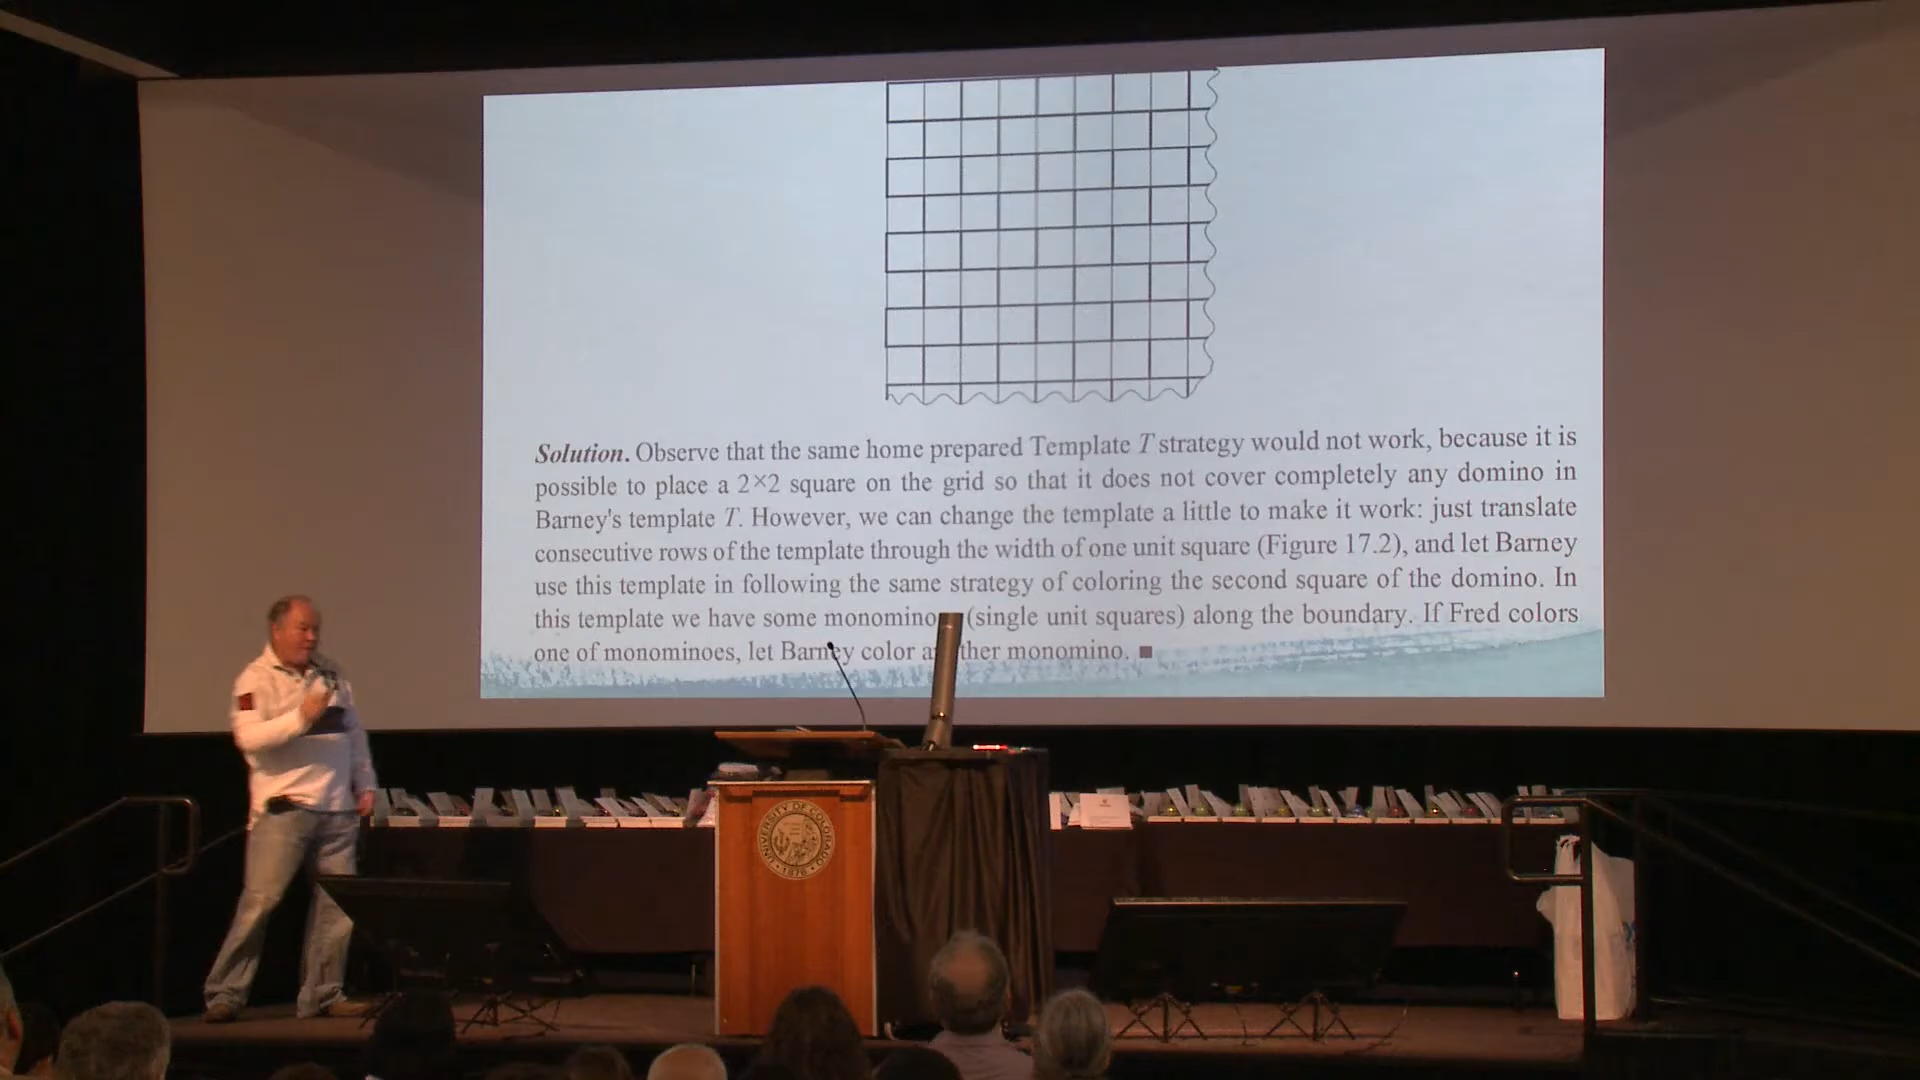 Solution. Observe that the same home prepared Template T strategy would not work, because it is
possible to place a 2×2 square on the grid so that it does not cover completely any domino in
Barney's template T. However, we can change the template a little to make it work: just translate
consecutive rows of the template through the width of one unit square (Figure 17.2), and let Barney
use this template in following the same strategy of coloring the second square of the domino. In
this template we have some monomino (single unit squares) along the boundary. If Fred colors
one of monominoes, let Barney color a ther monomino. ■
UNIVERSITY OF COLORADO
1876